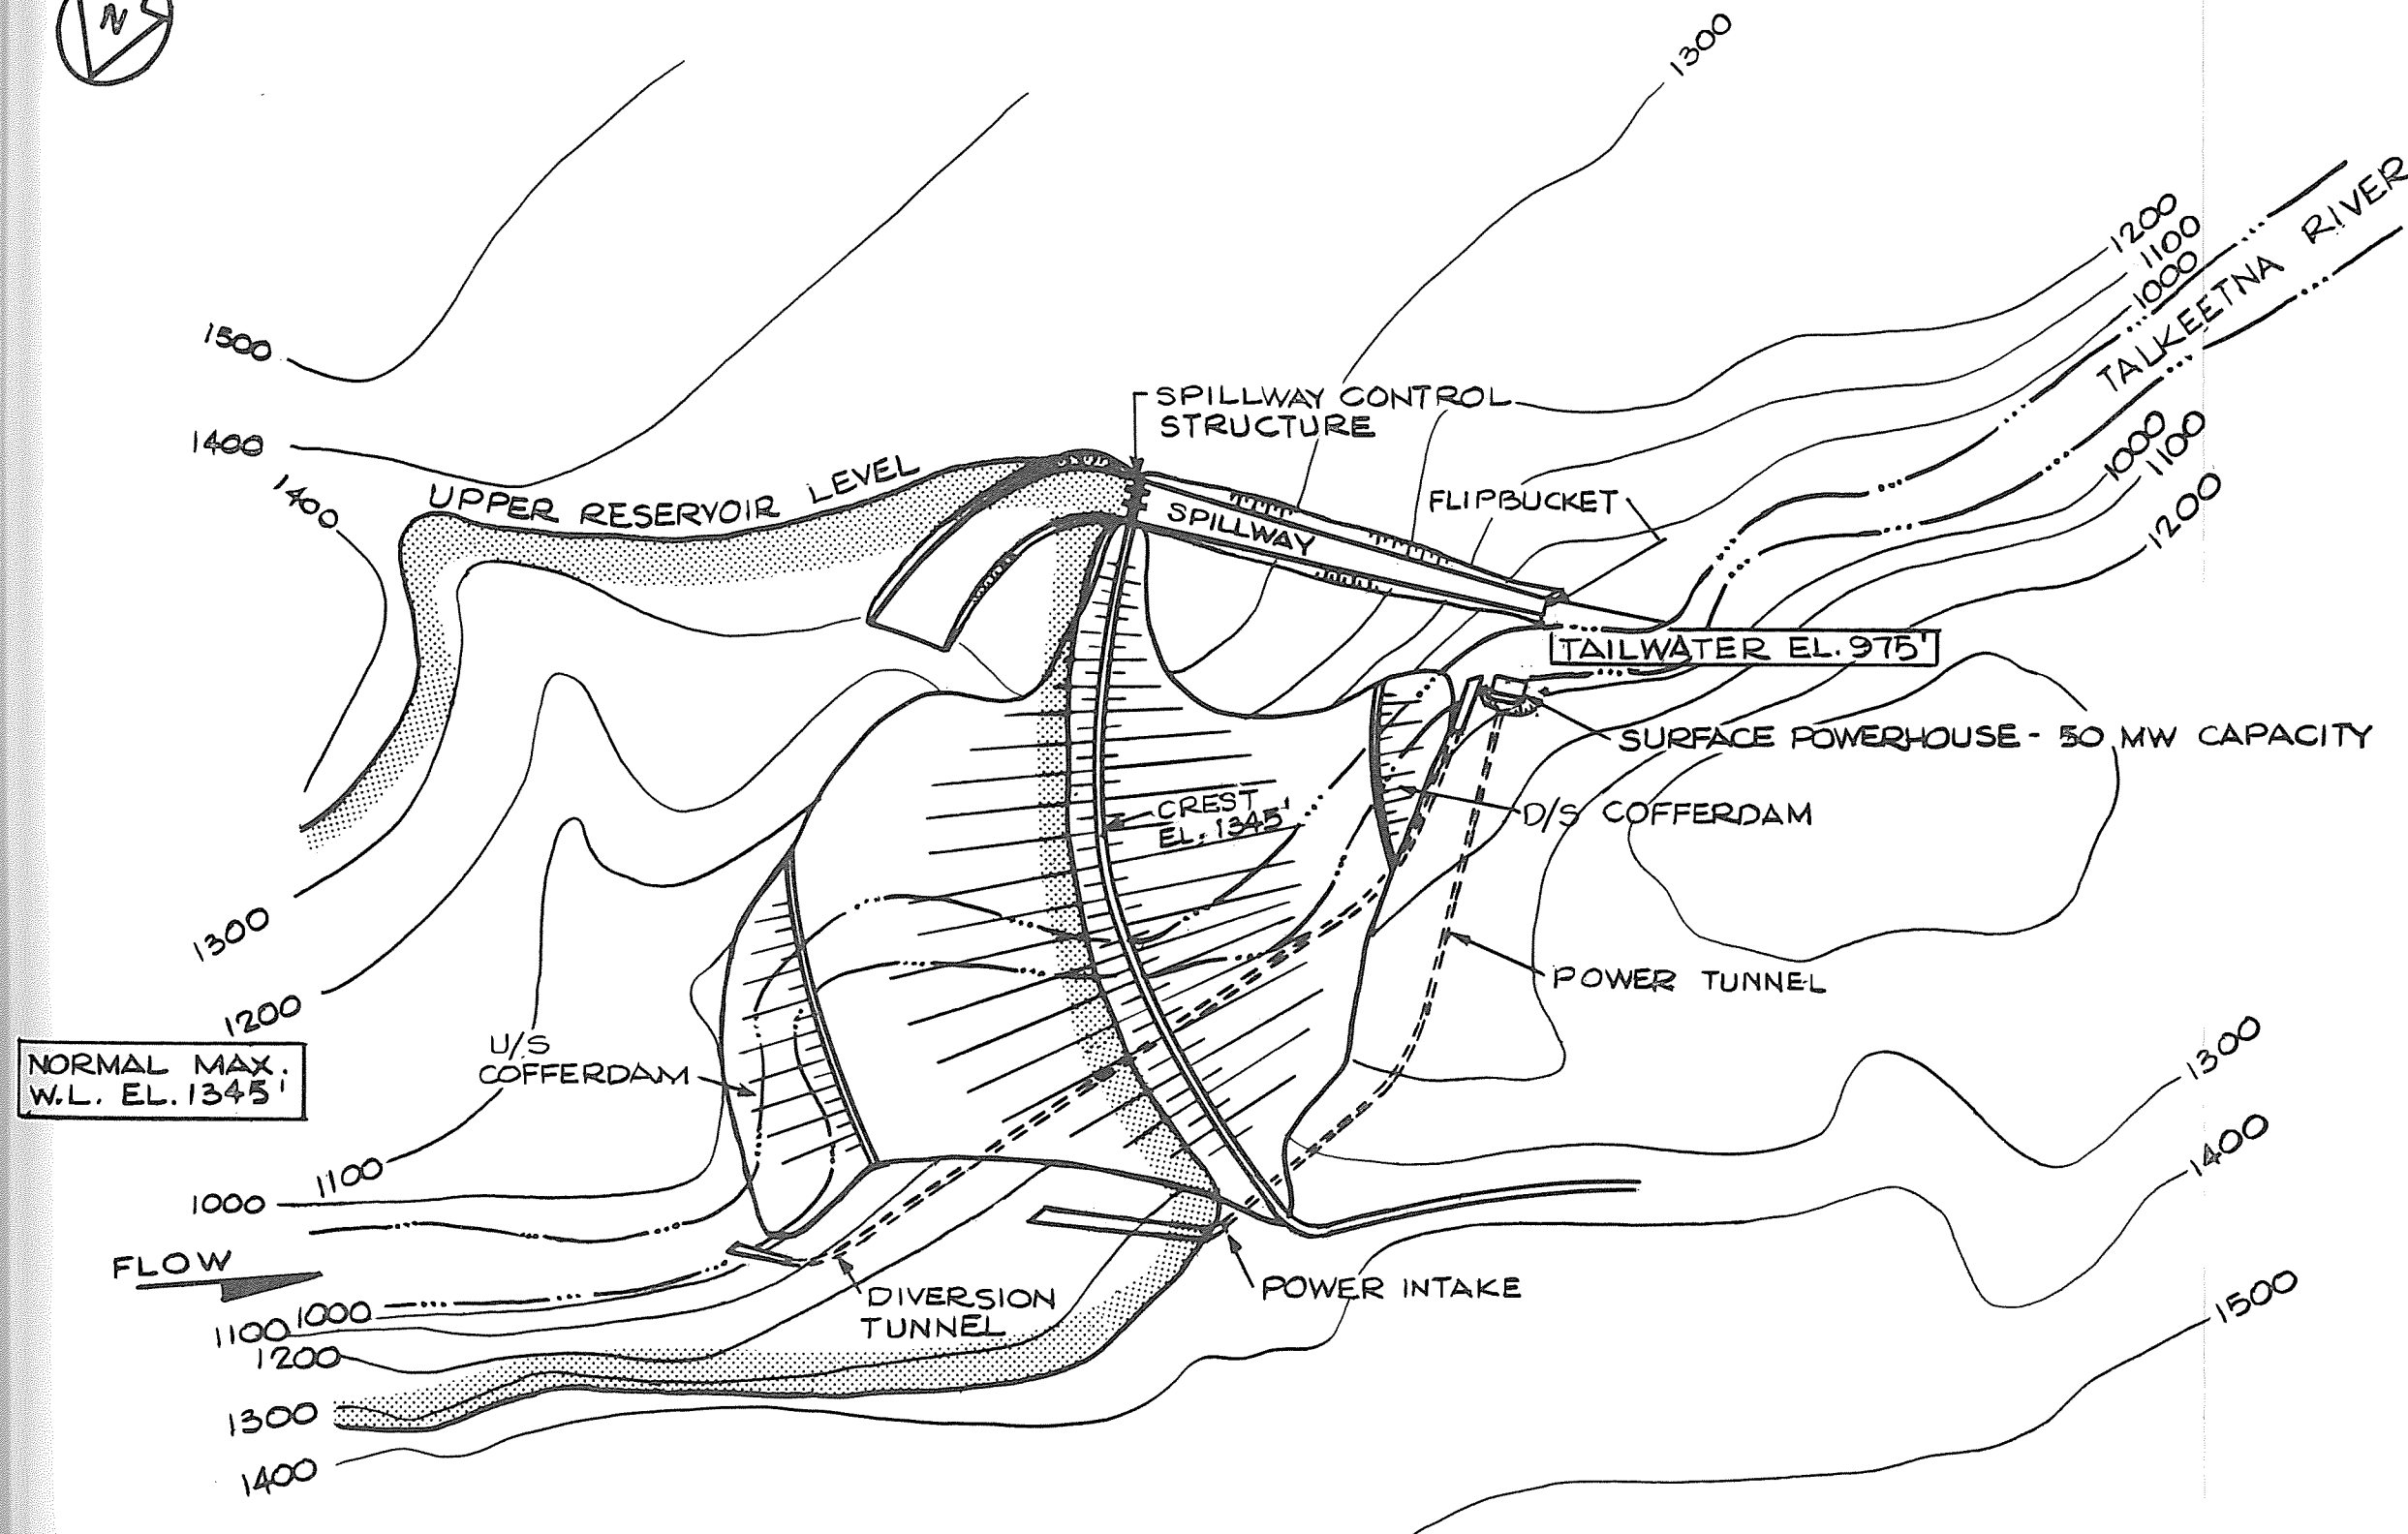 N
1300
1200
1100
1000
TALKEETNA RIVER
1500
1400
1400
SPILLWAY CONTROL
STRUCTURE
UPPER RESERVOIR LEVEL
SPILLWAY
FLIPBUCKET
1000
1100
1200
TAILWATER EL. 975'
SURFACE POWERHOUSE - 50 MW CAPACITY
CREST
EL. 1345'
D/S COFFERDAM
1300
1200
POWER TUNNEL
U/S
COFFERDAM
NORMAL MAX.
W.L. EL. 1345'
1300
1400
1500
1100
1000
FLOW
DIVERSION
TUNNEL
POWER INTAKE
1000
1100
1200
1300
1400